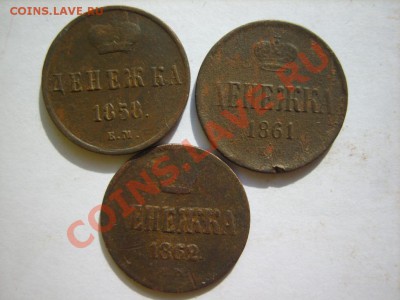 COINS.LAVE.RU
ДЕНЕЖКА
1858.
Е.М.
ДЕНЕЖКА
1861
ДЕНЕЖКА
1862
COINS.LAVE.RU